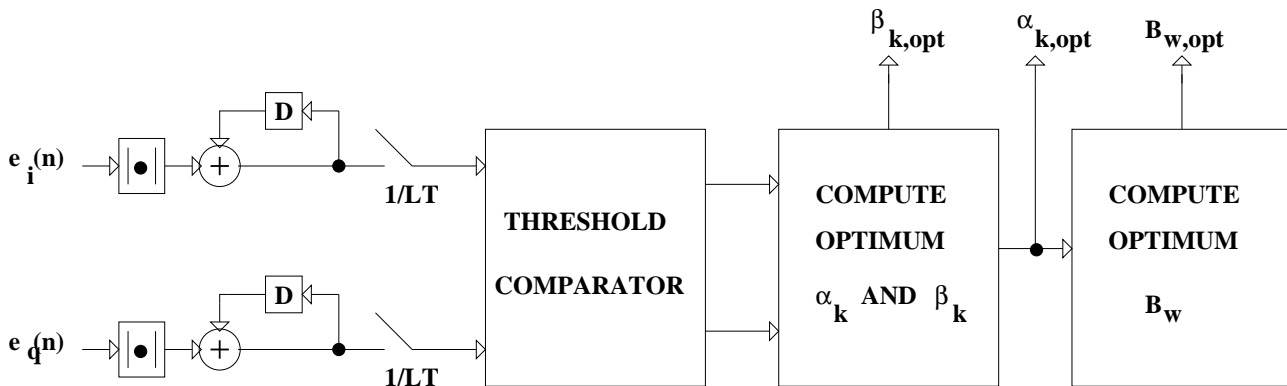 β k,opt
α k,opt
B w,opt
D
e i (n)
|•|
+
1/LT
THRESHOLD
COMPARATOR
COMPUTE
OPTIMUM
α k AND β k
COMPUTE
OPTIMUM
B w
D
e q (n)
|•|
+
1/LT